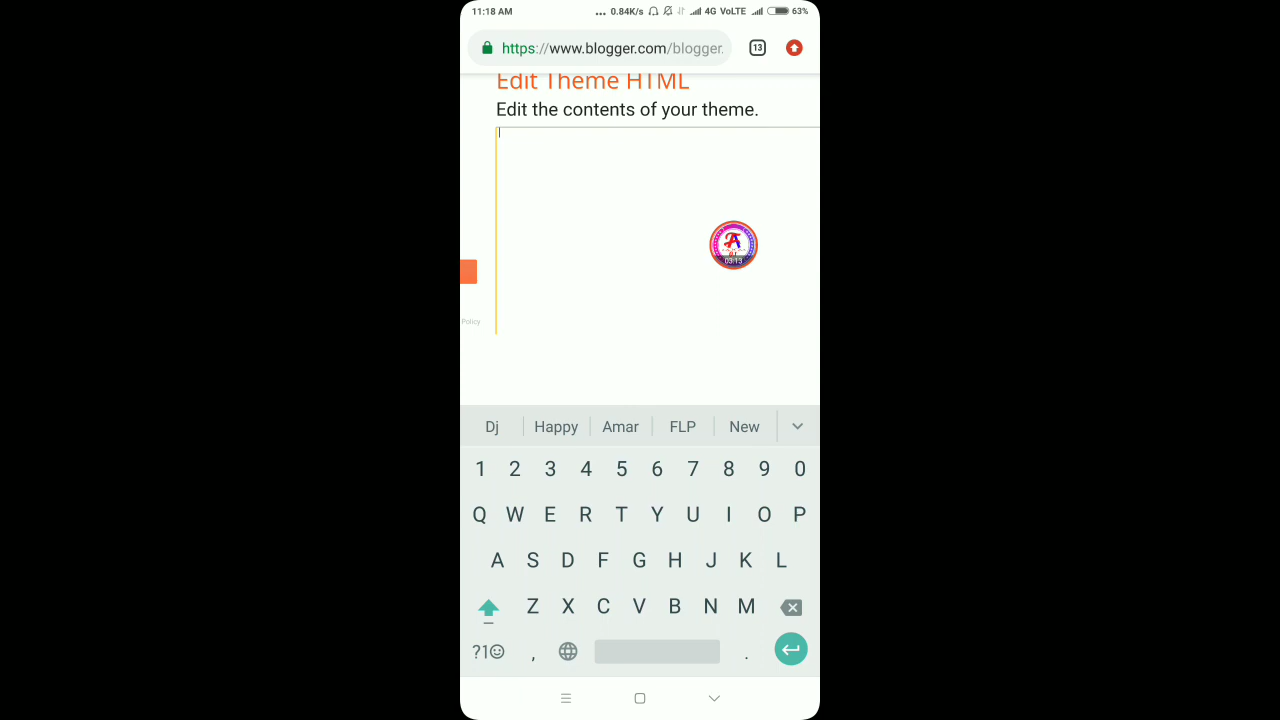 11:18 AM
... 0.84K/s 4G VoLTE 63%
https://www.blogger.com/blogger.
13
Edit Theme HTML
Edit the contents of your theme.
A
03:13
Policy
Dj Happy Amar FLP New
1 2 3 4 5 6 7 8 9 0
Q W E R T Y U I O P
A S D F G H J K L
Z X C V B N M
?1☺ , .